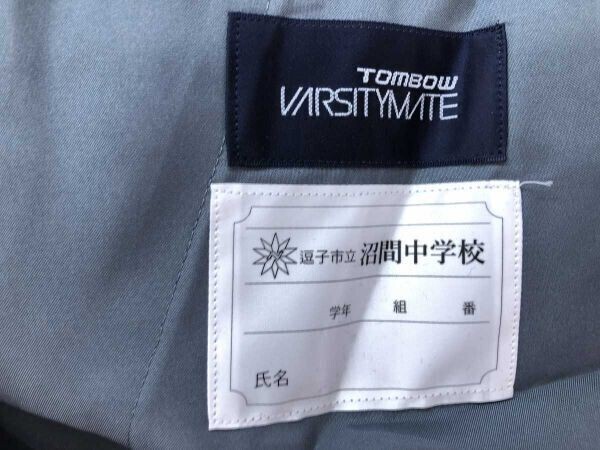 TOMBOW
VARSITYMATE
逗子市立 沼間中学校
学年 組 番
氏名